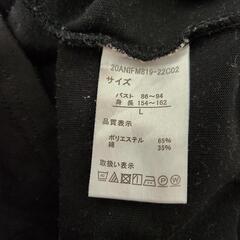 20ANIFM819-22C02
サイズ
バスト 86～94
身長 154～162
L
品質表示
ポリエステル 65%
綿 35%
取扱い表示